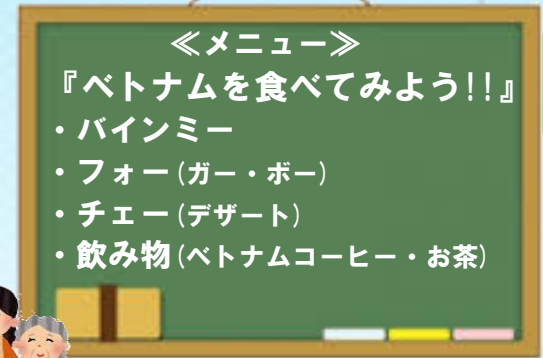 ≪メニュー≫
『ベトナムを食べてみよう!!』
・バインミー
・フォー(ガー・ボー)
・チェー(デザート)
・飲み物(ベトナムコーヒー・お茶)